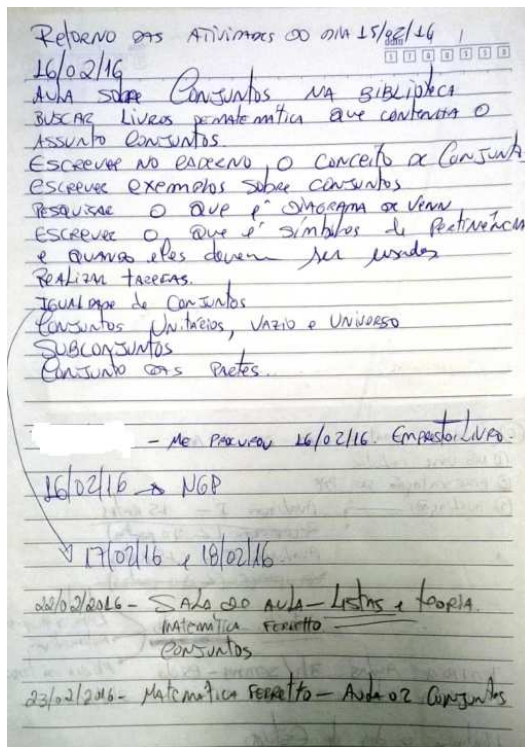 Retorno das Atividades do dia 15/02/16
16/02/16
Aula sobre Conjuntos na Biblioteca
Buscar Livros de matemática que contenha o
Assunto Conjuntos.
Escrever no caderno, o conceito de Conjunto
Escrever exemplos sobre conjuntos
Pesquisar o que é Diagrama de Venn
Escrever o que é símbolos de Pertinência
e quando eles devem ser usados
Realizar tarefas.
Igualdade de Conjuntos
Conjuntos Unitários, Vazio e Universo
Subconjuntos
Conjunto das Partes.
- Me procurou 16/02/16 Emprestei Livro.
16/02/16 → NGP
17/02/16 e 18/02/16
22/02/2016 - Sala de Aula - Listas e teoria.
Matemática Ferretto
Conjuntos
23/02/2016 - Matemática Ferretto - Aula 02 Conjuntos